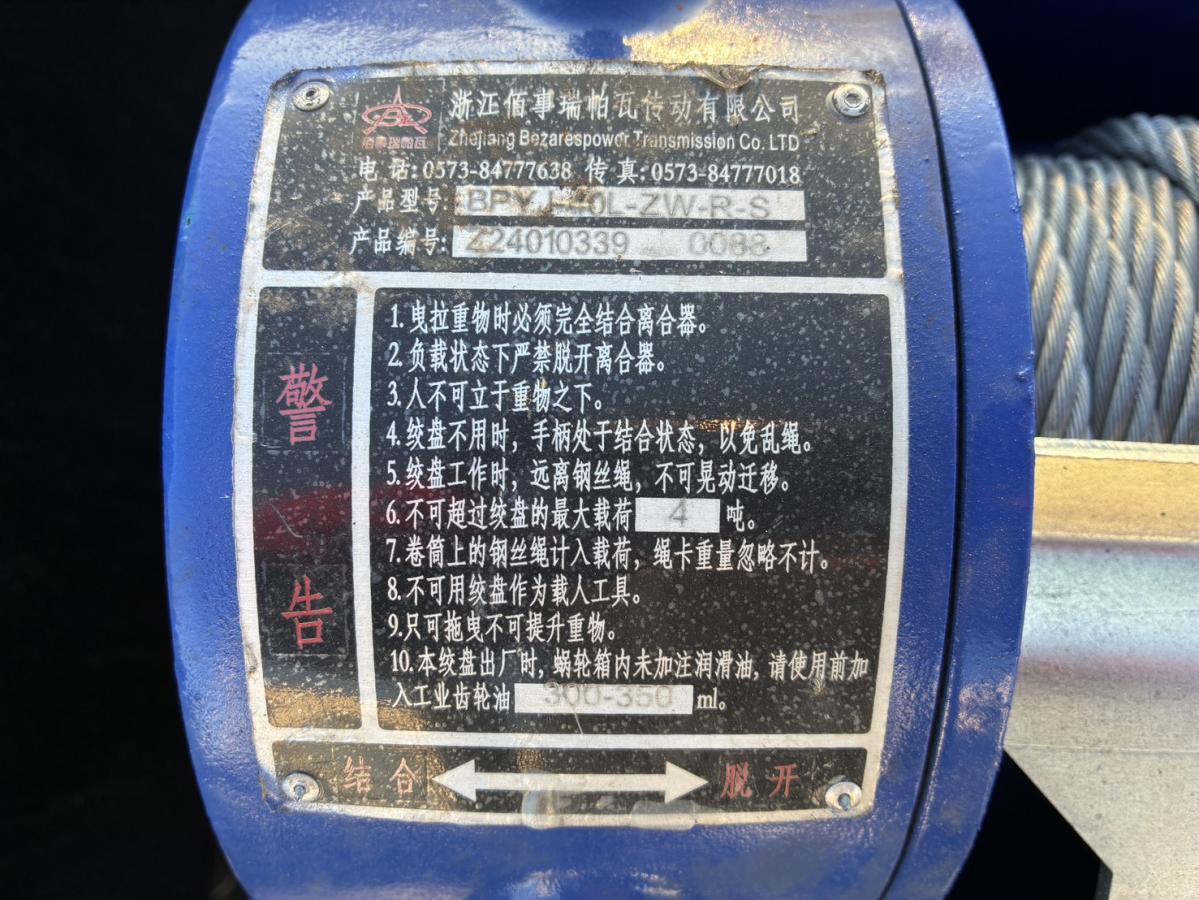 浙江佰事瑞帕瓦传动有限公司
佰事瑞帕瓦
Zhejiang Bezarespower Transmission Co. LTD
电话:0573-84777638 传真:0573-84777018
产品型号: BPYJ-40L-ZW-R-S
产品编号: Z24010339 0088
警告
1.曳拉重物时必须完全结合离合器。
2.负载状态下严禁脱开离合器。
3.人不可立于重物之下。
4.绞盘不用时，手柄处于结合状态，以免乱绳。
5.绞盘工作时，远离钢丝绳，不可晃动迁移。
6.不可超过绞盘的最大载荷 4 吨。
7.卷筒上的钢丝绳计入载荷，绳卡重量忽略不计。
8.不可用绞盘作为载人工具。
9.只可拖曳不可提升重物。
10.本绞盘出厂时，蜗轮箱内未加注润滑油，请使用前加
入工业齿轮油 300-350 ml。
结合 脱开